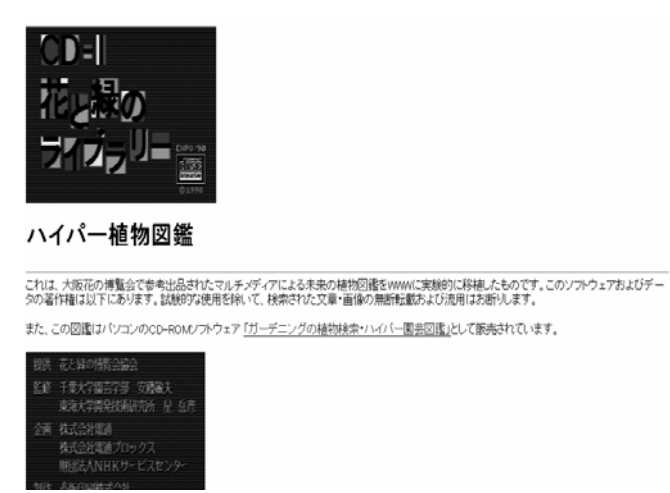 CD-I
花と緑の
ライブラリー
EXPO '90
©1990
ハイパー植物図鑑
これは、大阪花の博覧会で参考出品されたマルチメディアによる未来の植物図鑑をWWWに実験的に移植したものです。このソフトウェアおよびデー
タの著作権は以下にあります。試験的な使用を除いて、検索された文章・画像の無断転載および流用はお断りします。
また、この図鑑はパソコンのCD-ROMソフトウェア「ガーデニングの植物検索・ハイパー園芸図鑑」として販売されています。
提供 花と緑の博覧会協会
監修 千葉大学園芸学部 安藤敏夫
東海大学開発技術研究所 星 岳彦
企画 株式会社電通
株式会社電通プロックス
財団法人NHKサービスセンター
制作